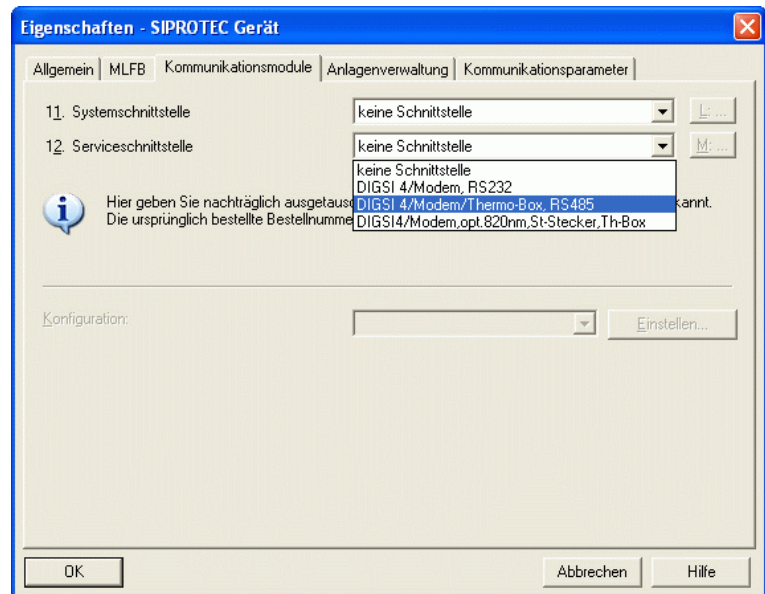 Eigenschaften - SIPROTEC Gerät
Allgemein MLFB Kommunikationsmodule Anlagenverwaltung Kommunikationsparameter
11. Systemschnittstelle keine Schnittstelle L: ...
12. Serviceschnittstelle keine Schnittstelle M: ...
keine Schnittstelle
DIGSI 4/Modem, RS232
Hier geben Sie nachträglich ausgetausc DIGSI 4/Modem/Thermo-Box, RS485 kannt.
Die ursprünglich bestellte Bestellnumme DIGSI4/Modem,opt.820nm,St-Stecker,Th-Box
Konfiguration: Einstellen...
OK Abbrechen Hilfe